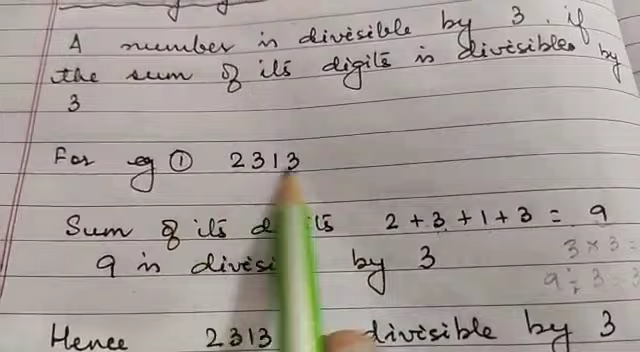 A number is divisible by 3 if
the sum of its digits is divisible by
3
For eg ① 2313
Sum of its 2 + 3 + 1 + 3 = 9
3 × 3 =
9 is by 3
9 ÷ 3 = 3
Hence 2313 divisible by 3